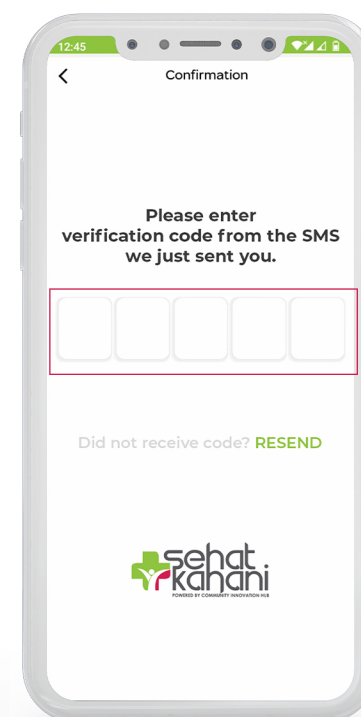 12:45
Confirmation
Please enter
verification code from the SMS
we just sent you.
Did not receive code? RESEND
sehat
kahani
POWERED BY COMMUNITY INNOVATION HUB